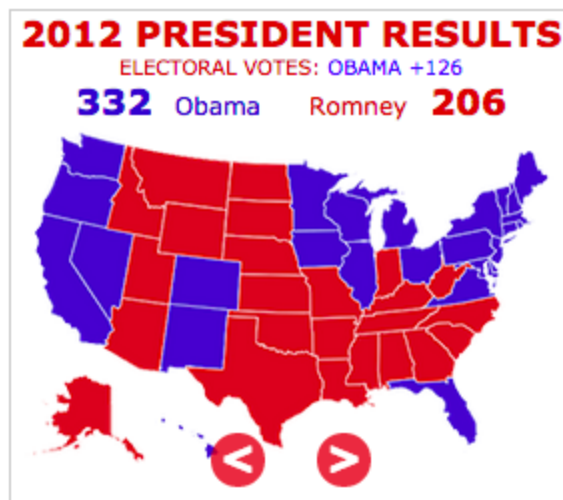 2012 PRESIDENT RESULTS
ELECTORAL VOTES: OBAMA +126
332 Obama Romney 206
< >